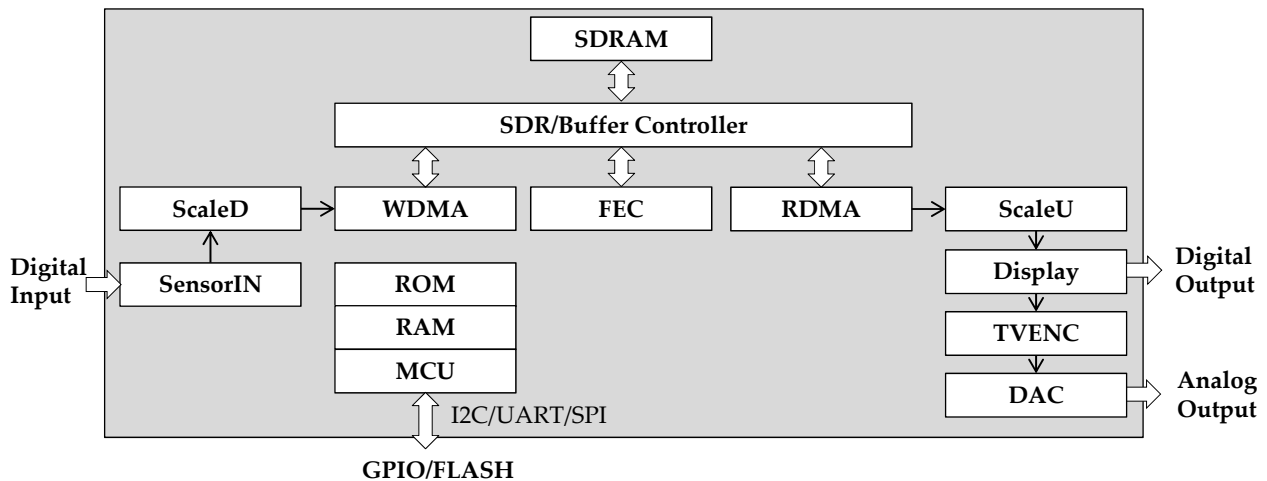 SDRAM
SDR/Buffer Controller
ScaleD
WDMA
FEC
RDMA
ScaleU
Digital
Input
SensorIN
ROM
RAM
MCU
Display
Digital
Output
TVENC
DAC
Analog
Output
I2C/UART/SPI
GPIO/FLASH